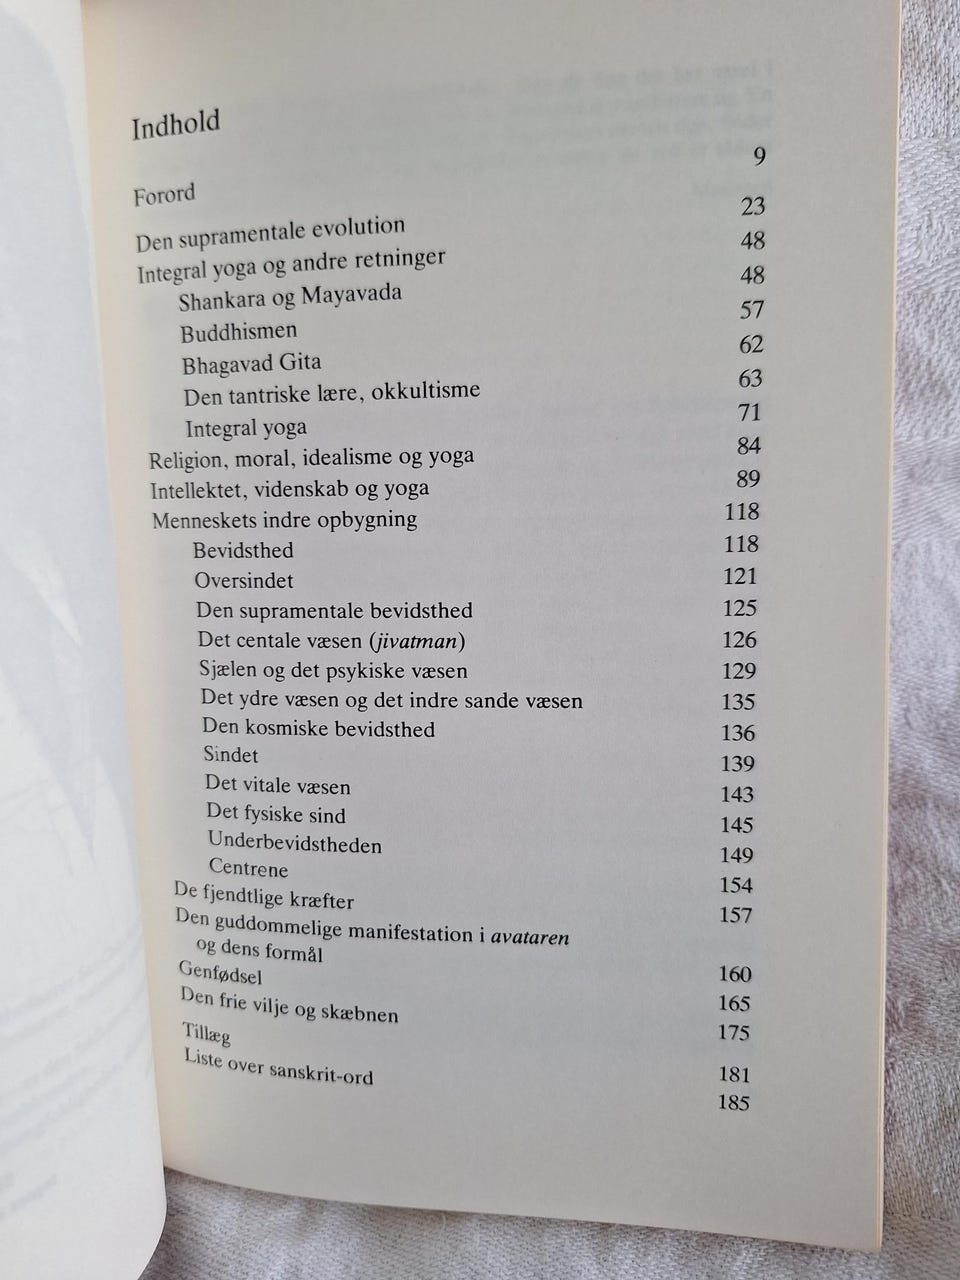 Indhold
Forord 9
Den supramentale evolution 23
Integral yoga og andre retninger 48
Shankara og Mayavada 48
Buddhismen 57
Bhagavad Gita 62
Den tantriske lære, okkultisme 63
Integral yoga 71
Religion, moral, idealisme og yoga 84
Intellektet, videnskab og yoga 89
Menneskets indre opbygning 118
Bevidsthed 118
Oversindet 121
Den supramentale bevidsthed 125
Det centale væsen (jivatman) 126
Sjælen og det psykiske væsen 129
Det ydre væsen og det indre sande væsen 135
Den kosmiske bevidsthed 136
Sindet 139
Det vitale væsen 143
Det fysiske sind 145
Underbevidstheden 149
Centrene 154
De fjendtlige kræfter 157
Den guddommelige manifestation i avataren
og dens formål 160
Genfødsel 165
Den frie vilje og skæbnen 175
Tillæg 181
Liste over sanskrit-ord 185